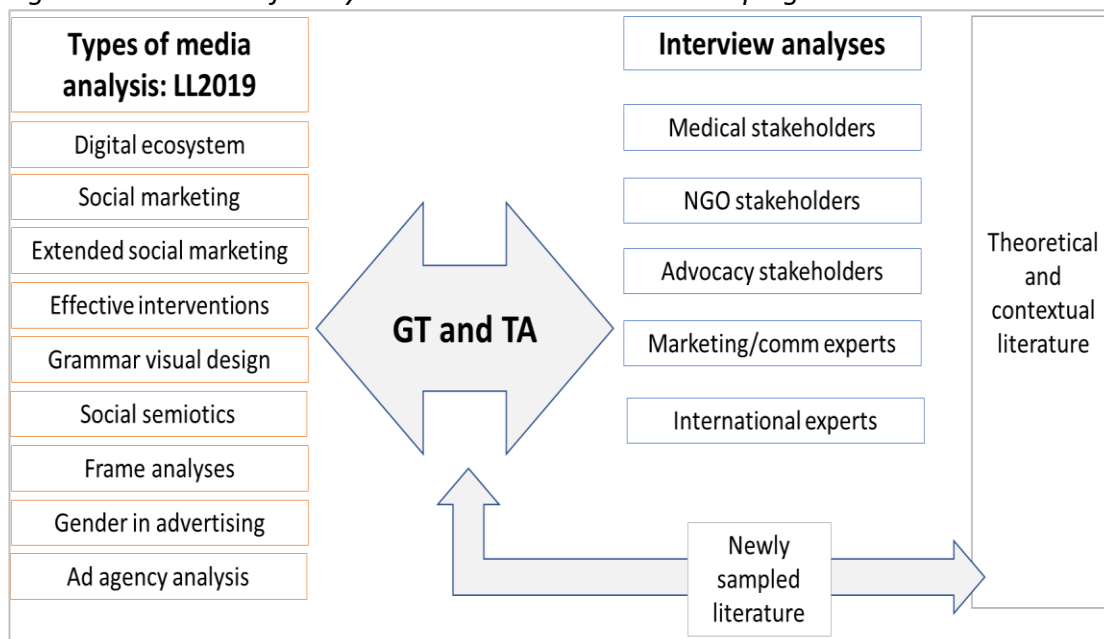 Types of media
analysis: LL2019
Digital ecosystem
Social marketing
Extended social marketing
Effective interventions
Grammar visual design
Social semiotics
Frame analyses
Gender in advertising
Ad agency analysis
GT and TA
Interview analyses
Medical stakeholders
NGO stakeholders
Advocacy stakeholders
Marketing/comm experts
International experts
Newly
sampled
literature
Theoretical
and
contextual
literature